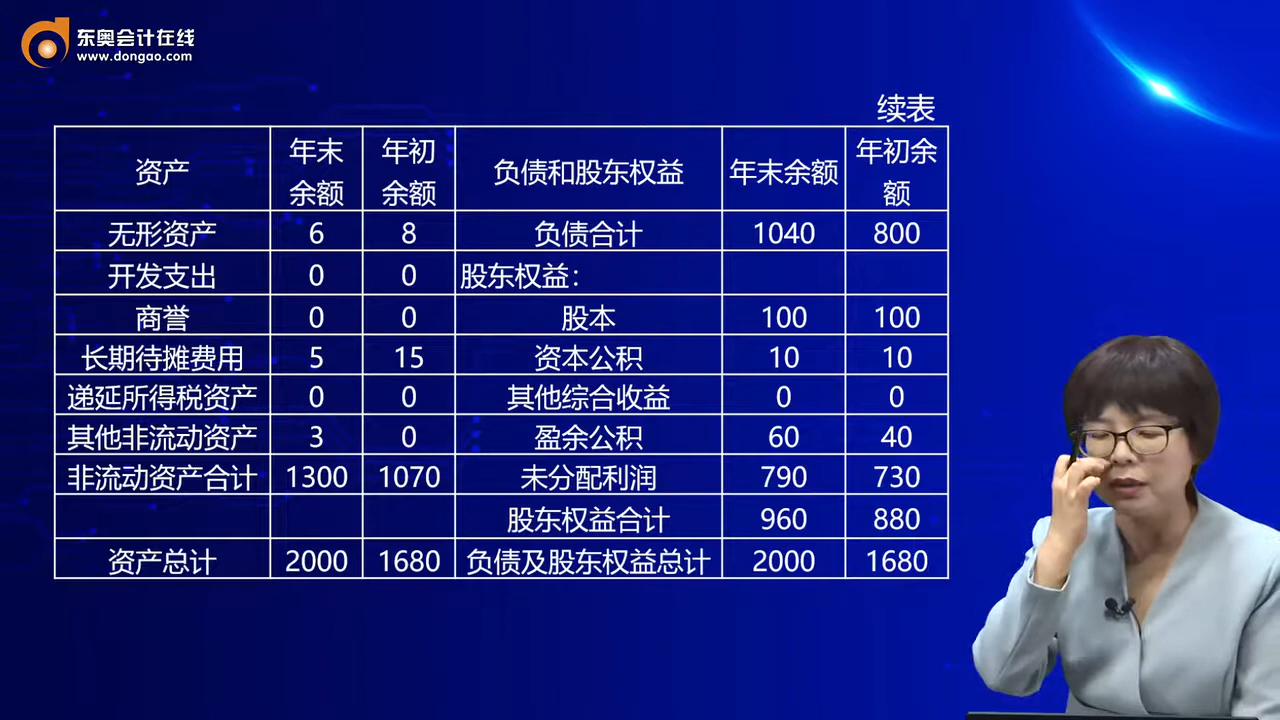 东奥会计在线
www.dongao.com
续表
资产 年末余额 年初余额 负债和股东权益 年末余额 年初余额
无形资产 6 8 负债合计 1040 800
开发支出 0 0 股东权益：
商誉 0 0 股本 100 100
长期待摊费用 5 15 资本公积 10 10
递延所得税资产 0 0 其他综合收益 0 0
其他非流动资产 3 0 盈余公积 60 40
非流动资产合计 1300 1070 未分配利润 790 730
股东权益合计 960 880
资产总计 2000 1680 负债及股东权益总计 2000 1680